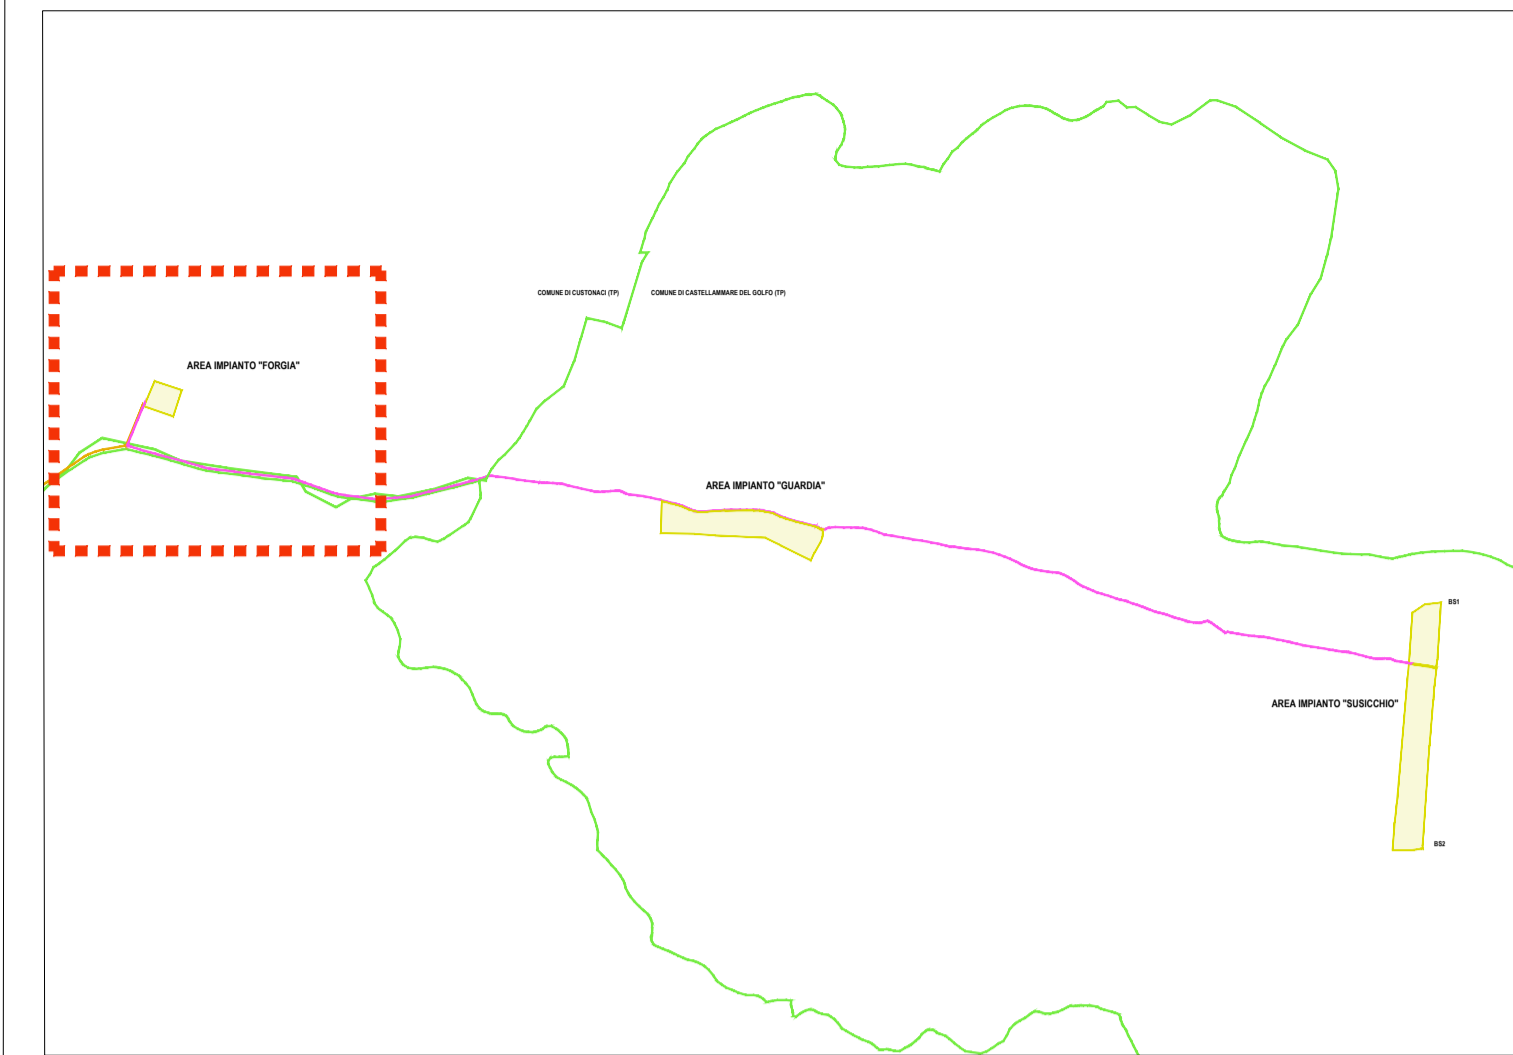 COMUNE DI CUSTONACI (TP)
COMUNE DI CASTELLAMMARE DEL GOLFO (TP)
AREA IMPIANTO "FORGIA"
AREA IMPIANTO "GUARDIA"
BS1
AREA IMPIANTO "SUSICCHIO"
BS2